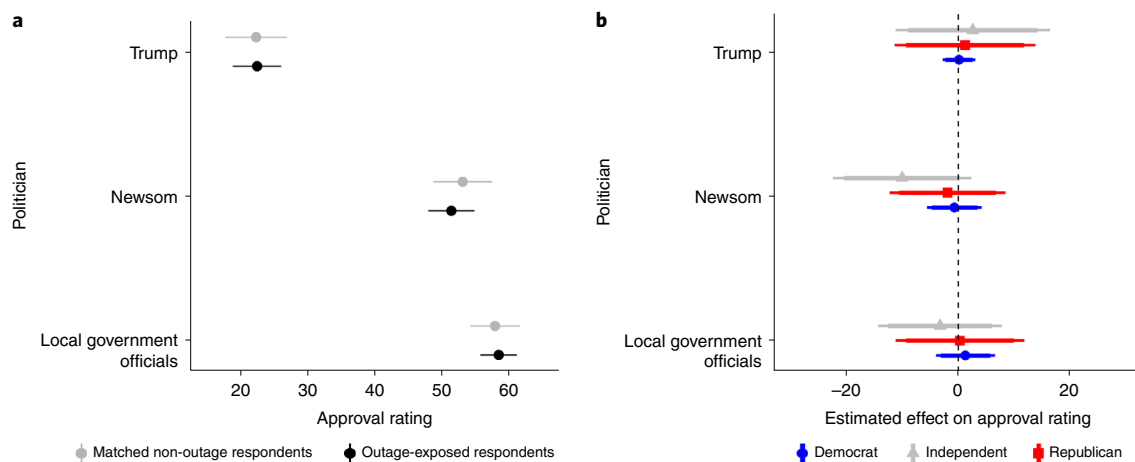 a
Politician
Trump
Newsom
Local government
officials
20 30 40 50 60
Approval rating
Matched non-outage respondents Outage-exposed respondents
b
Politician
Trump
Newsom
Local government
officials
−20 0 20
Estimated effect on approval rating
Democrat Independent Republican